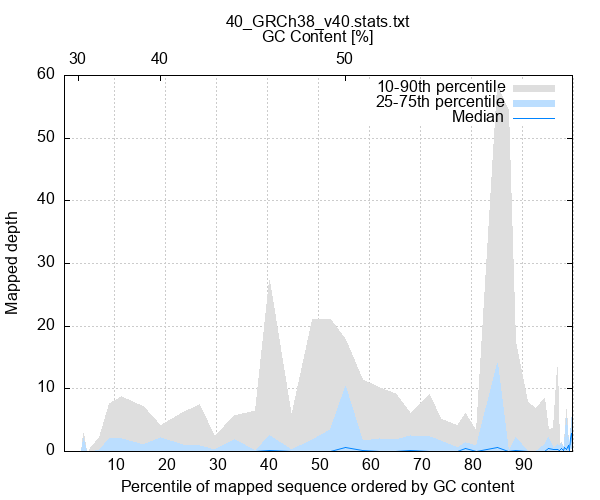 40_GRCh38_v40.stats.txt
GC Content [%]
30 40 50
10-90th percentile
25-75th percentile
Median
60
50
40
30
20
10
0
Mapped depth
10 20 30 40 50 60 70 80 90
Percentile of mapped sequence ordered by GC content